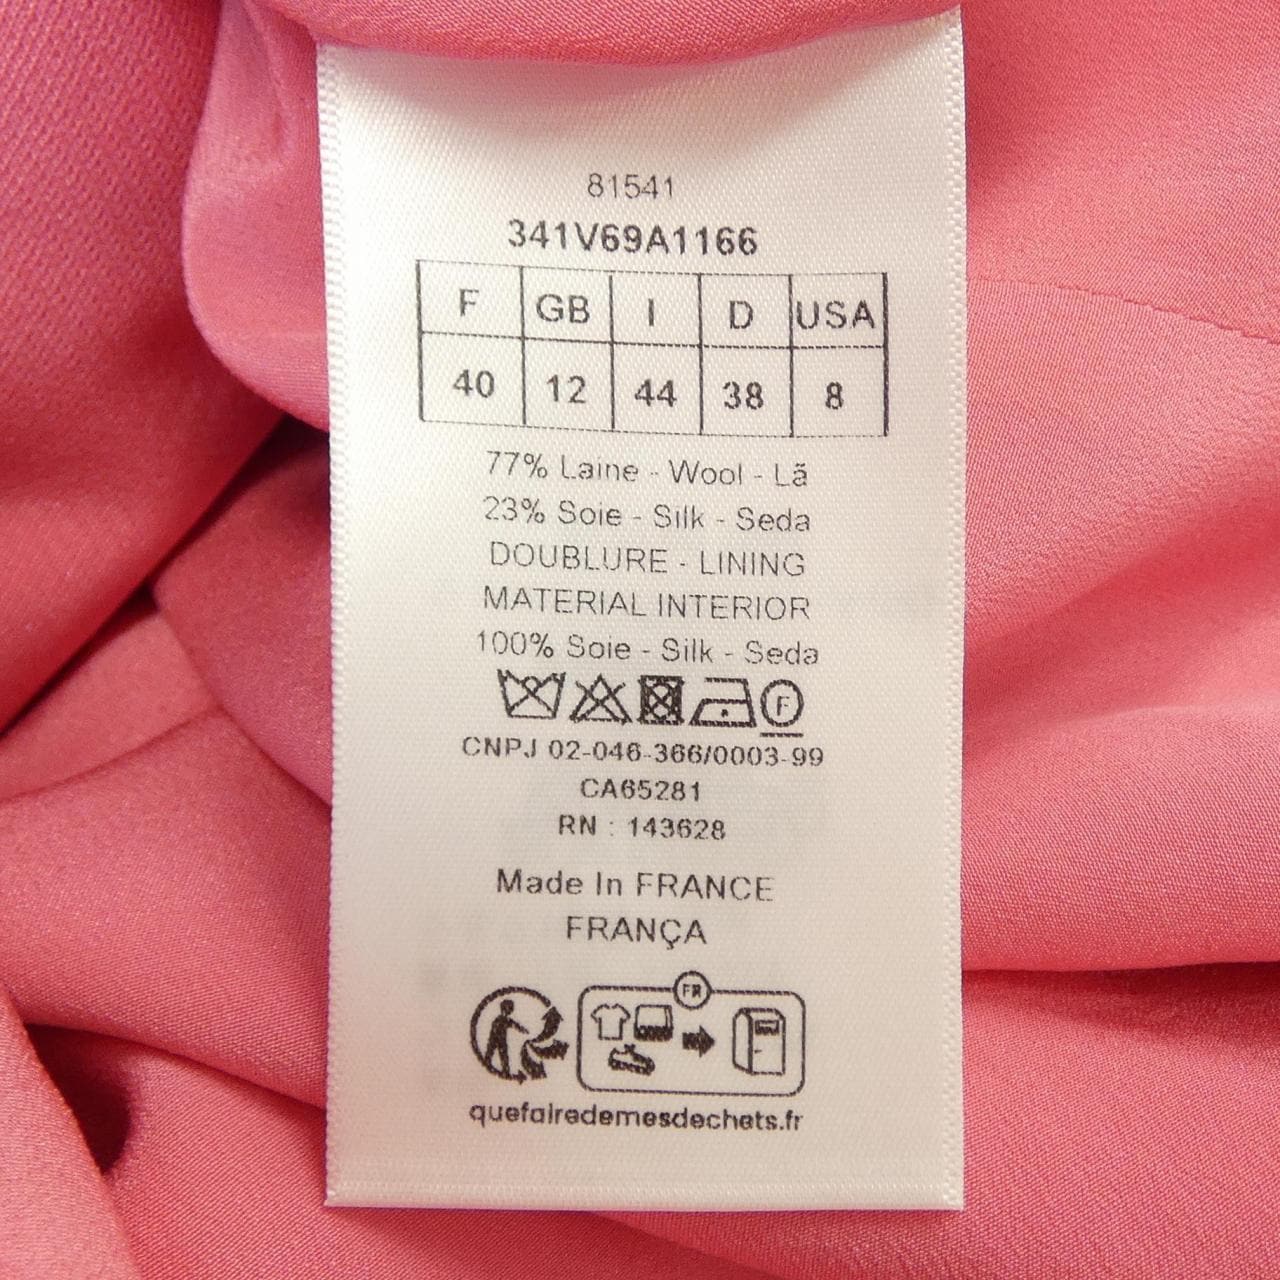 81541
341V69A1166
F GB I D USA
40 12 44 38 8
77% Laine - Wool - Lã
23% Soie - Silk - Seda
DOUBLURE - LINING
MATERIAL INTERIOR
100% Soie - Silk - Seda
F
CNPJ 02-046-366/0003-99
CA65281
RN : 143628
Made In FRANCE
FRANÇA
FR
quefairedemesdechets.fr